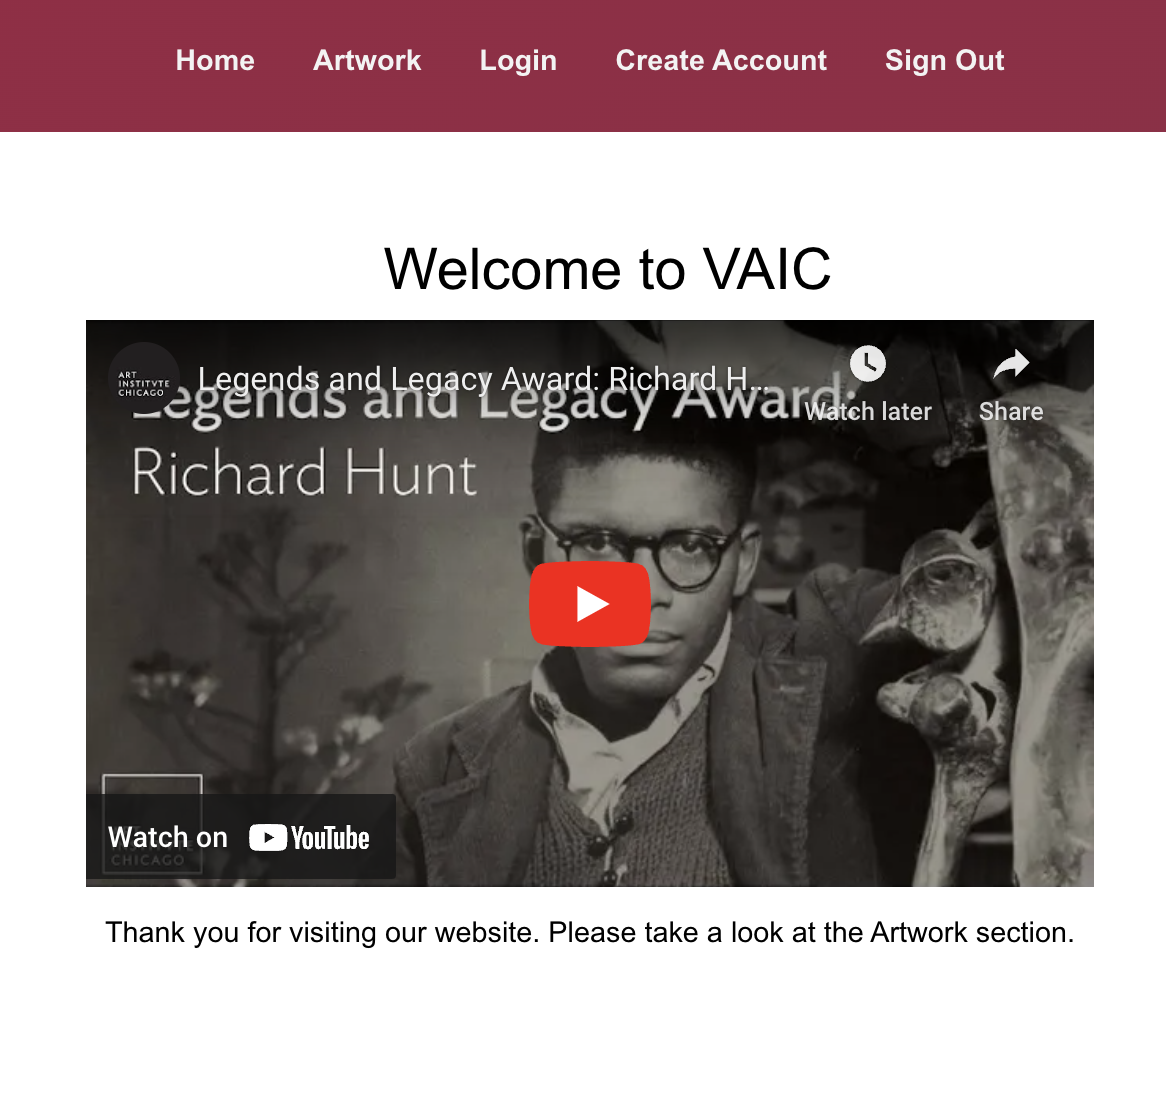 Home Artwork Login Create Account Sign Out
Welcome to VAIC
ART
INSTITVTE
CHICAGO
Legends and Legacy Award: Richard H...
Watch later
Share
Legends and Legacy Award:
Richard Hunt
Watch on YouTube
CHICAGO
Thank you for visiting our website. Please take a look at the Artwork section.